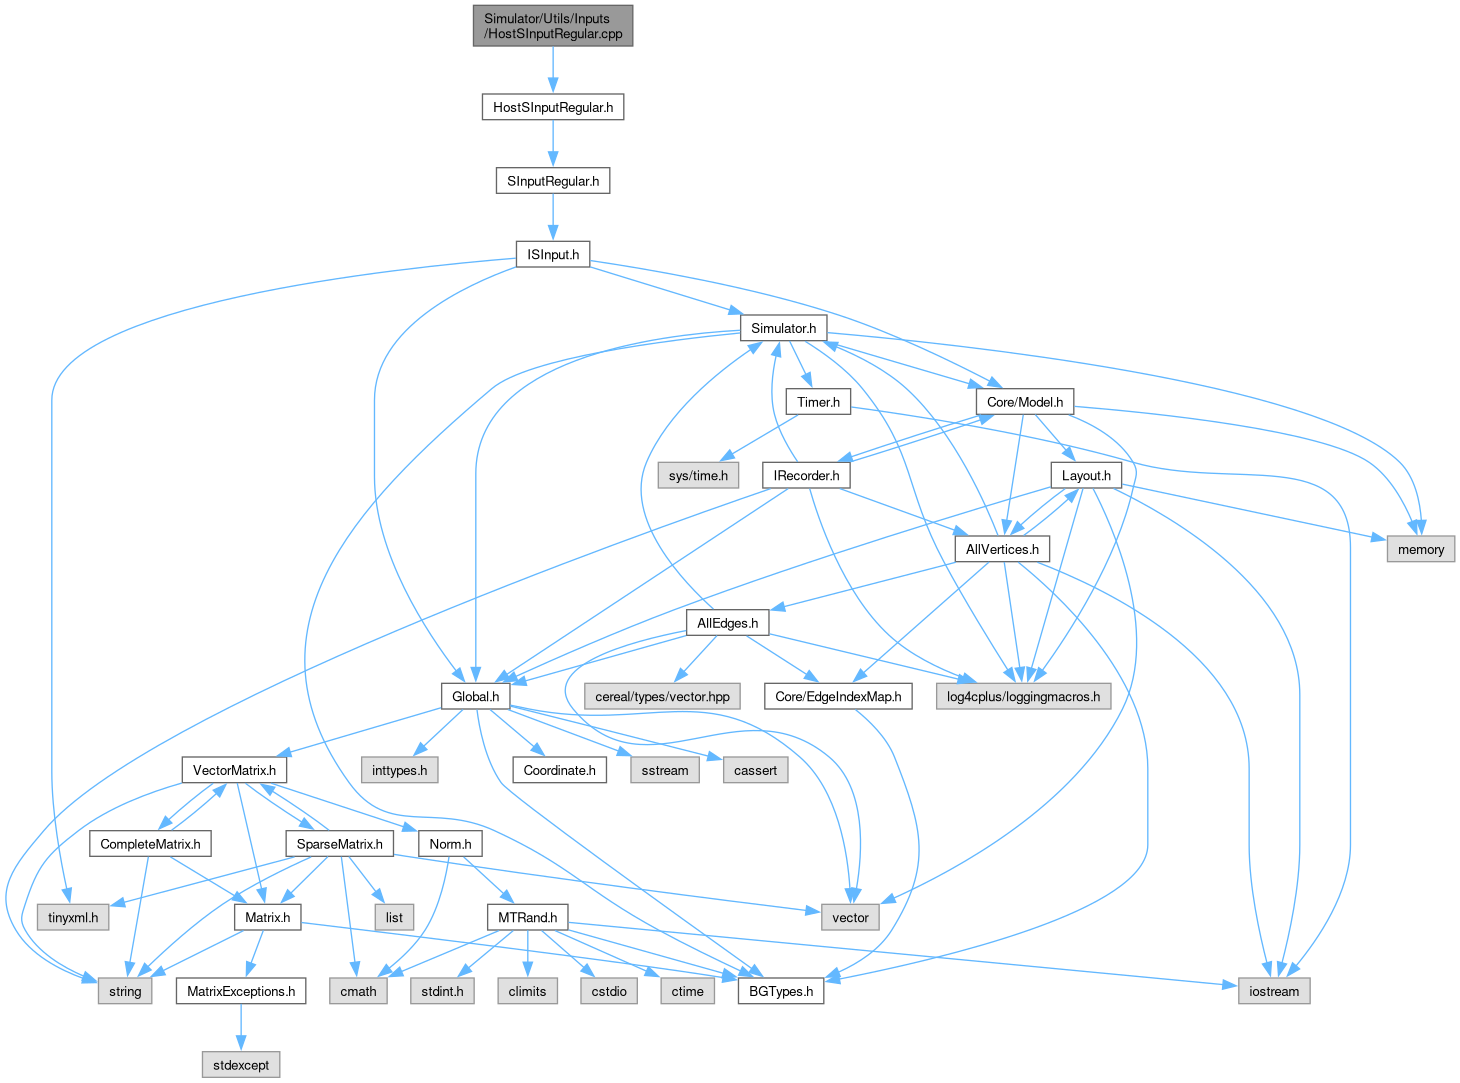 Simulator/Utils/Inputs
/HostSInputRegular.cpp
HostSInputRegular.h
SInputRegular.h
ISInput.h
Simulator.h
Timer.h
Core/Model.h
sys/time.h
IRecorder.h
Layout.h
AllVertices.h
memory
AllEdges.h
Global.h
cereal/types/vector.hpp
Core/EdgeIndexMap.h
log4cplus/loggingmacros.h
VectorMatrix.h
inttypes.h
Coordinate.h
sstream
cassert
CompleteMatrix.h
SparseMatrix.h
Norm.h
tinyxml.h
Matrix.h
list
MTRand.h
vector
string
MatrixExceptions.h
cmath
stdint.h
climits
cstdio
ctime
BGTypes.h
iostream
stdexcept